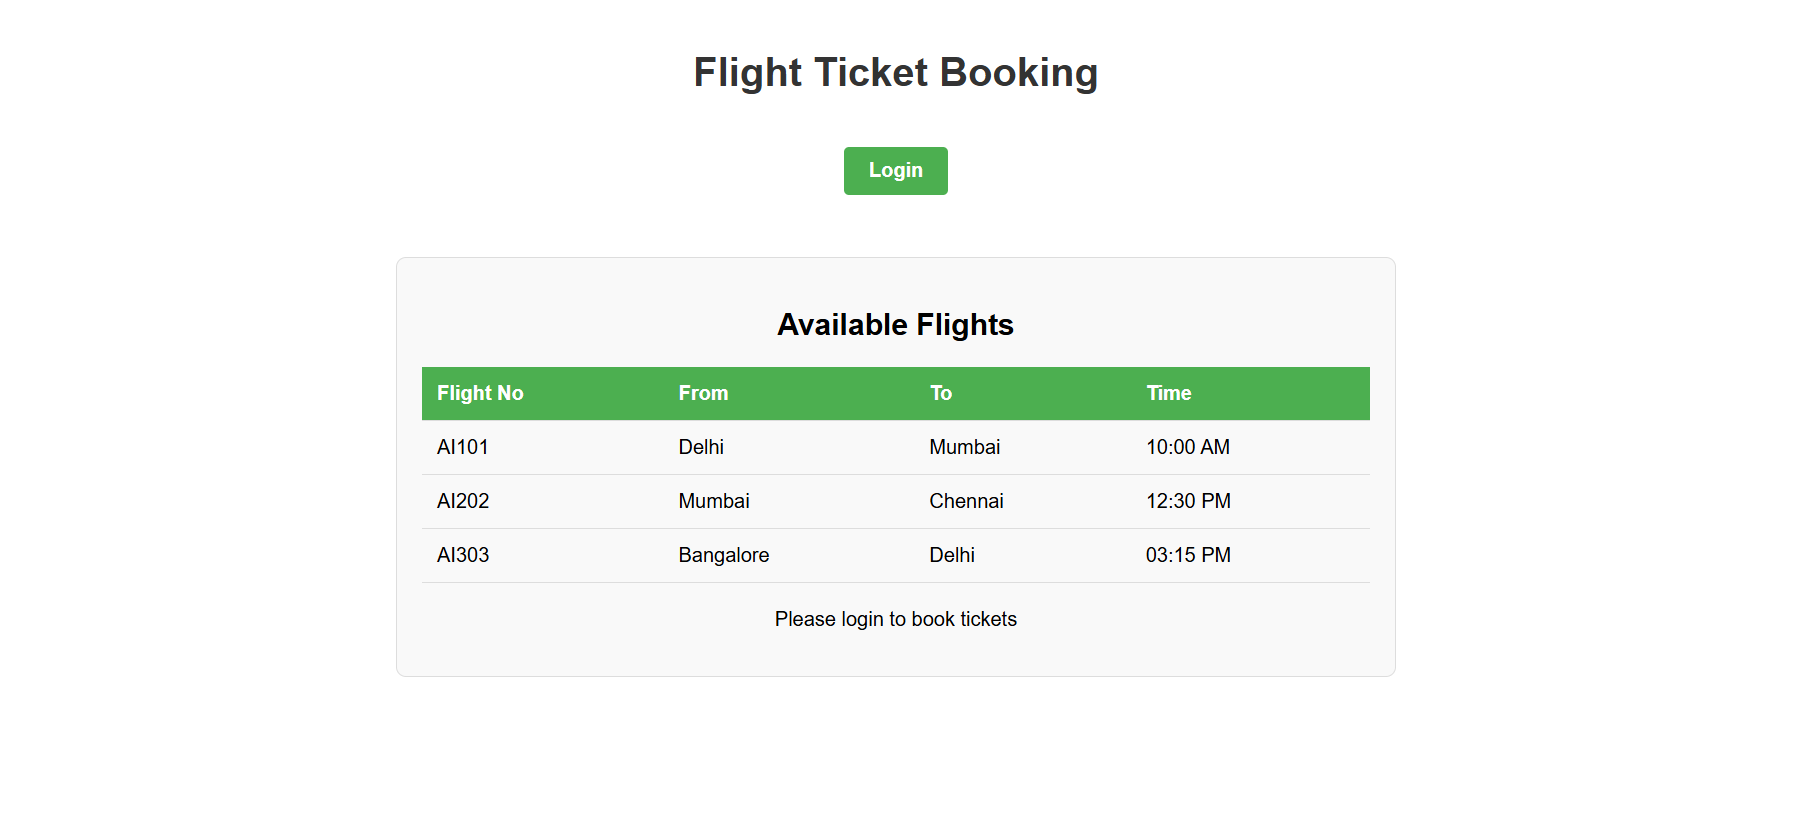 Flight Ticket Booking
Login
Available Flights
Flight No From To Time
AI101 Delhi Mumbai 10:00 AM
AI202 Mumbai Chennai 12:30 PM
AI303 Bangalore Delhi 03:15 PM
Please login to book tickets